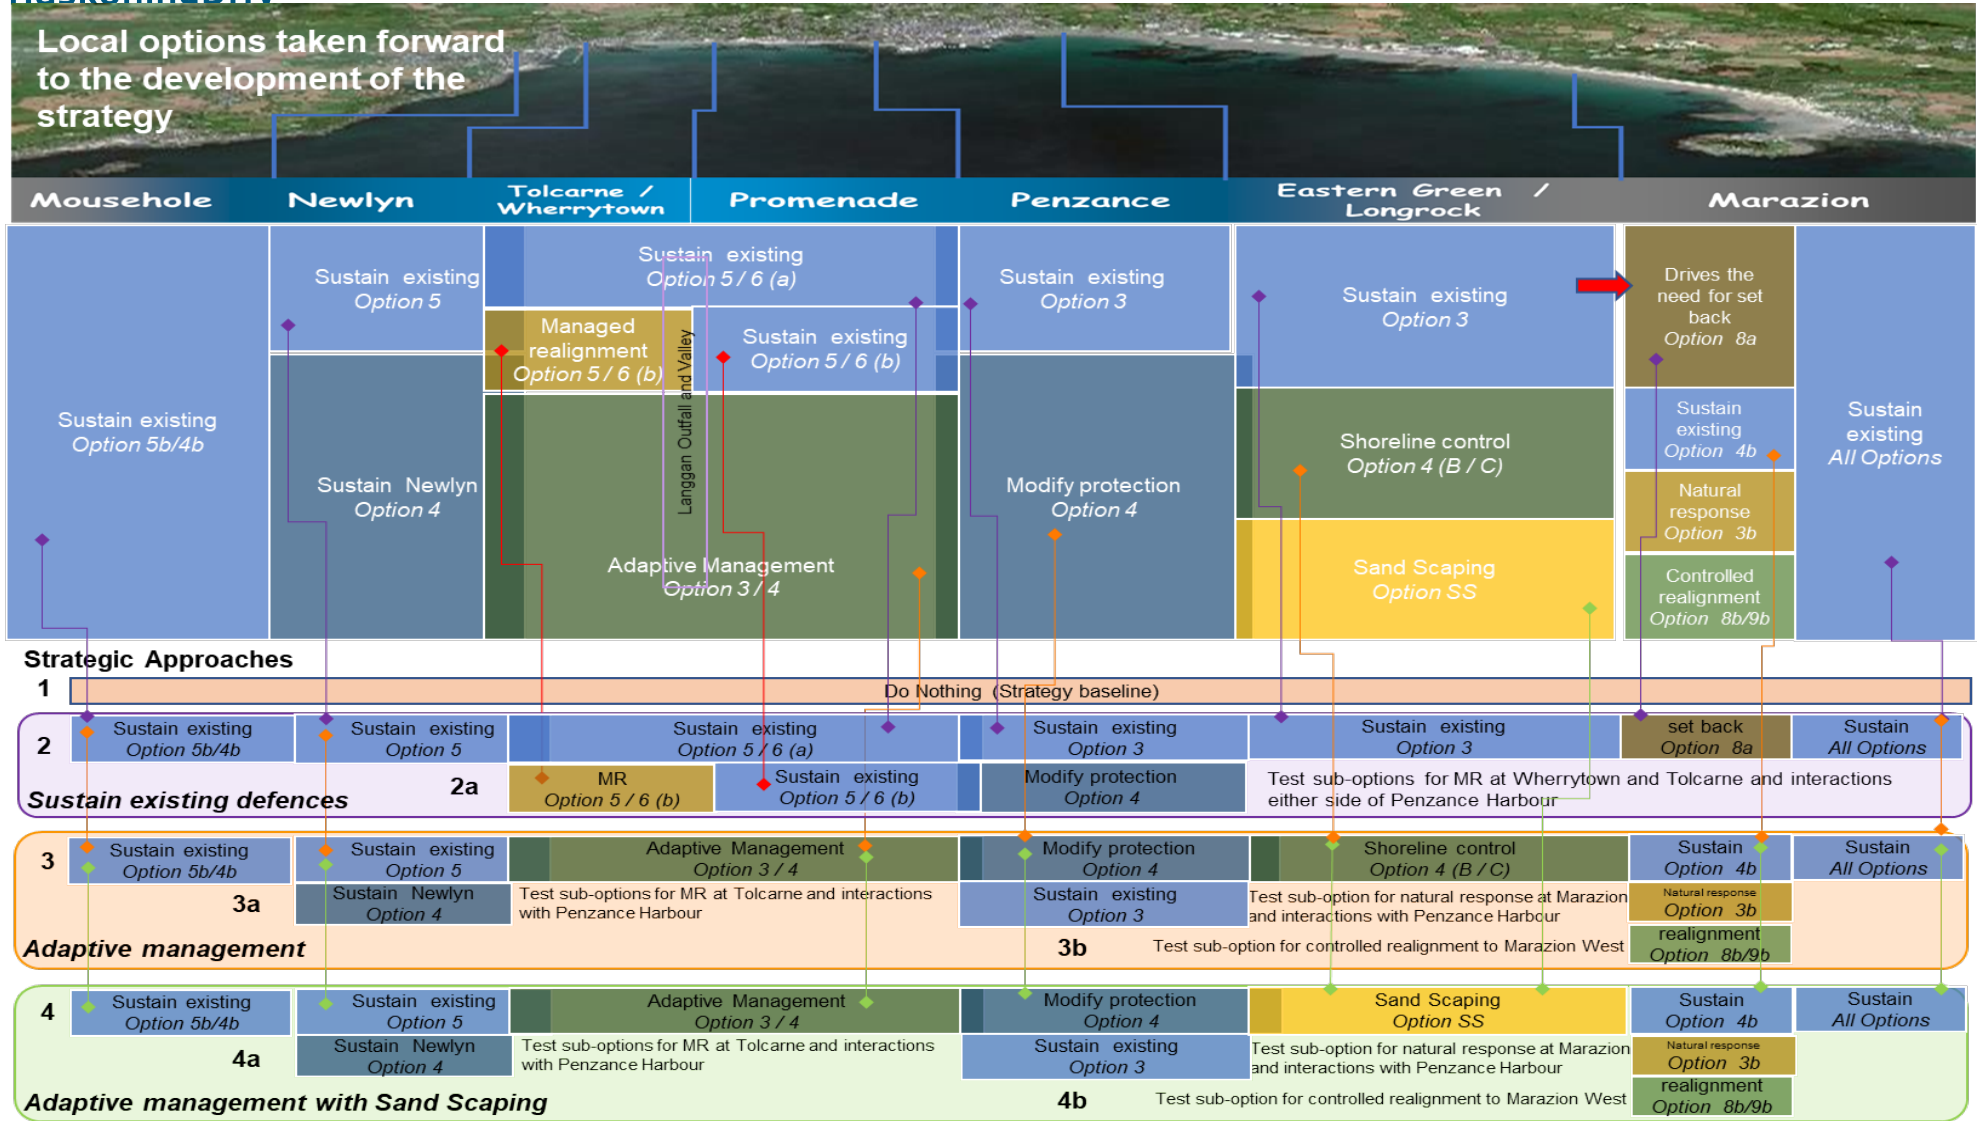 Local options taken forward
to the development of the
strategy
Mousehole
Newlyn
Tolcarne /
Wherrytown
Promenade
Penzance
Eastern Green /
Longrock
Marazion
Sustain existing
Option 5b/4b
Sustain existing
Option 5
Sustain Newlyn
Option 4
Sustain existing
Option 5 / 6 (a)
Managed
realignment
Option 5 / 6 (b)
Sustain existing
Option 5 / 6 (b)
Langgan Outfall and Valley
Adaptive Management
Option 3 / 4
Sustain existing
Option 3
Modify protection
Option 4
Sustain existing
Option 3
Shoreline control
Option 4 (B / C)
Sand Scaping
Option SS
Drives the
need for set
back
Option 8a
Sustain
existing
Option 4b
Natural
response
Option 3b
Controlled
realignment
Option 8b/9b
Sustain
existing
All Options
Strategic Approaches
1
Do Nothing (Strategy baseline)
2
Sustain existing
Option 5b/4b
Sustain existing
Option 5
Sustain existing
Option 5 / 6 (a)
Sustain existing
Option 3
Sustain existing
Option 3
set back
Option 8a
Sustain
All Options
2a
MR
Option 5 / 6 (b)
Sustain existing
Option 5 / 6 (b)
Modify protection
Option 4
Test sub-options for MR at Wherrytown and Tolcarne and interactions
either side of Penzance Harbour
Sustain existing defences
3
Sustain existing
Option 5b/4b
Sustain existing
Option 5
Adaptive Management
Option 3 / 4
Modify protection
Option 4
Shoreline control
Option 4 (B / C)
Sustain
Option 4b
Sustain
All Options
3a
Sustain Newlyn
Option 4
Test sub-options for MR at Tolcarne and interactions
with Penzance Harbour
Sustain existing
Option 3
Test sub-option for natural response at Marazion
and interactions with Penzance Harbour
Natural response
Option 3b
Adaptive management
3b
Test sub-option for controlled realignment to Marazion West
realignment
Option 8b/9b
4
Sustain existing
Option 5b/4b
Sustain existing
Option 5
Adaptive Management
Option 3 / 4
Modify protection
Option 4
Sand Scaping
Option SS
Sustain
Option 4b
Sustain
All Options
4a
Sustain Newlyn
Option 4
Test sub-options for MR at Tolcarne and interactions
with Penzance Harbour
Sustain existing
Option 3
Test sub-option for natural response at Marazion
and interactions with Penzance Harbour
Natural response
Option 3b
Adaptive management with Sand Scaping
4b
Test sub-option for controlled realignment to Marazion West
realignment
Option 8b/9b